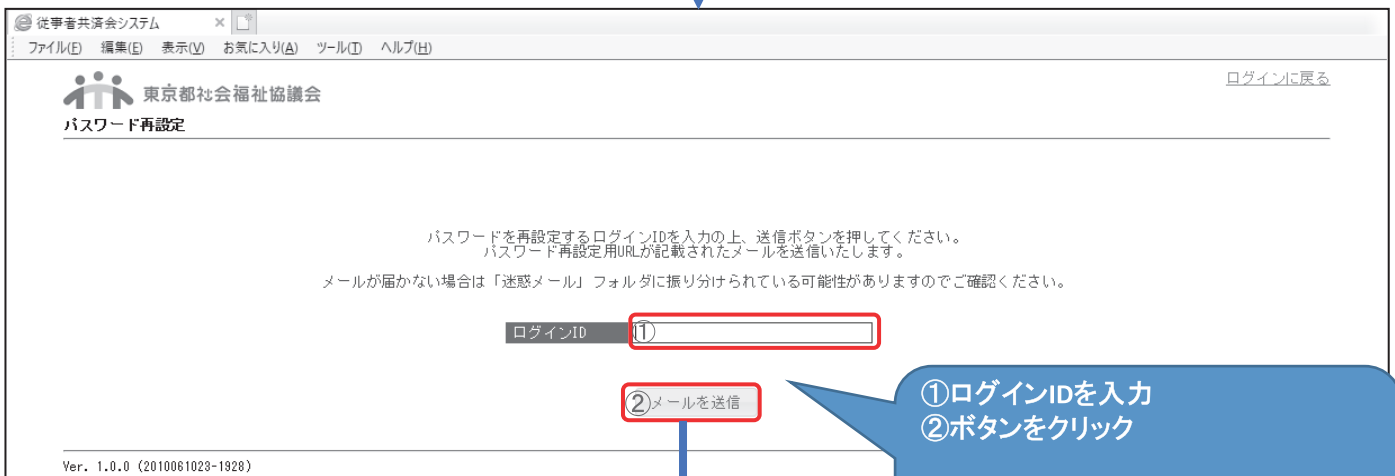 従事者共済会システム
ファイル(F) 編集(E) 表示(V) お気に入り(A) ツール(T) ヘルプ(H)
東京都社会福祉協議会
ログインに戻る
パスワード再設定
パスワードを再設定するログインIDを入力の上、送信ボタンを押してください。
パスワード再設定用URLが記載されたメールを送信いたします。
メールが届かない場合は「迷惑メール」フォルダに振り分けられている可能性がありますのでご確認ください。
ログインID ①
②メールを送信
①ログインIDを入力
②ボタンをクリック
Ver. 1.0.0 (2010061023-1928)